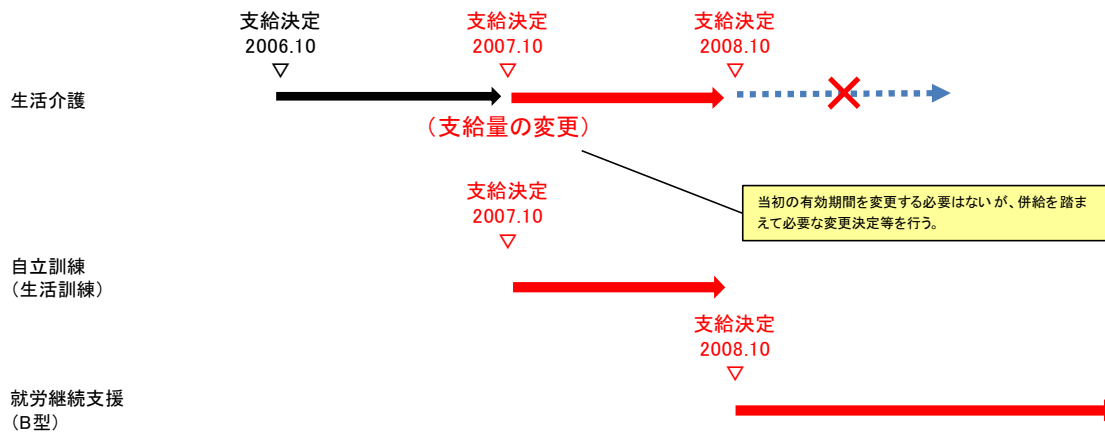 支給決定
2006.10
▽
支給決定
2007.10
▽
支給決定
2008.10
▽
生活介護
(支給量の変更)
支給決定
2007.10
▽
当初の有効期間を変更する必要はないが、併給を踏ま
えて必要な変更決定等を行う。
自立訓練
(生活訓練)
支給決定
2008.10
▽
就労継続支援
(B型)